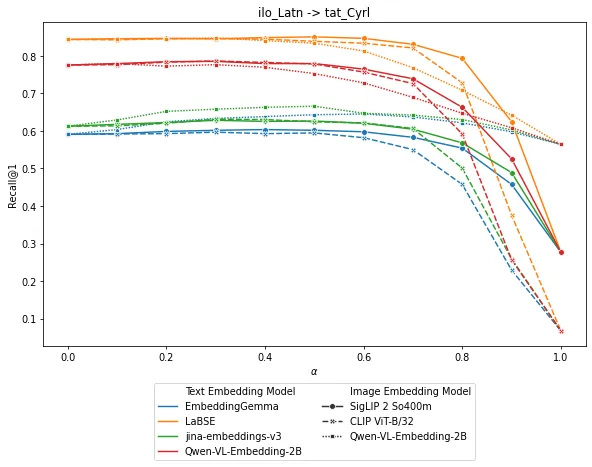 ilo_Latn -> tat_Cyrl
Recall@1
0.8
0.7
0.6
0.5
0.4
0.3
0.2
0.1
0.0 0.2 0.4 0.6 0.8 1.0
α
Text Embedding Model
EmbeddingGemma
LaBSE
jina-embeddings-v3
Qwen-VL-Embedding-2B
Image Embedding Model
SigLIP 2 So400m
CLIP ViT-B/32
Qwen-VL-Embedding-2B